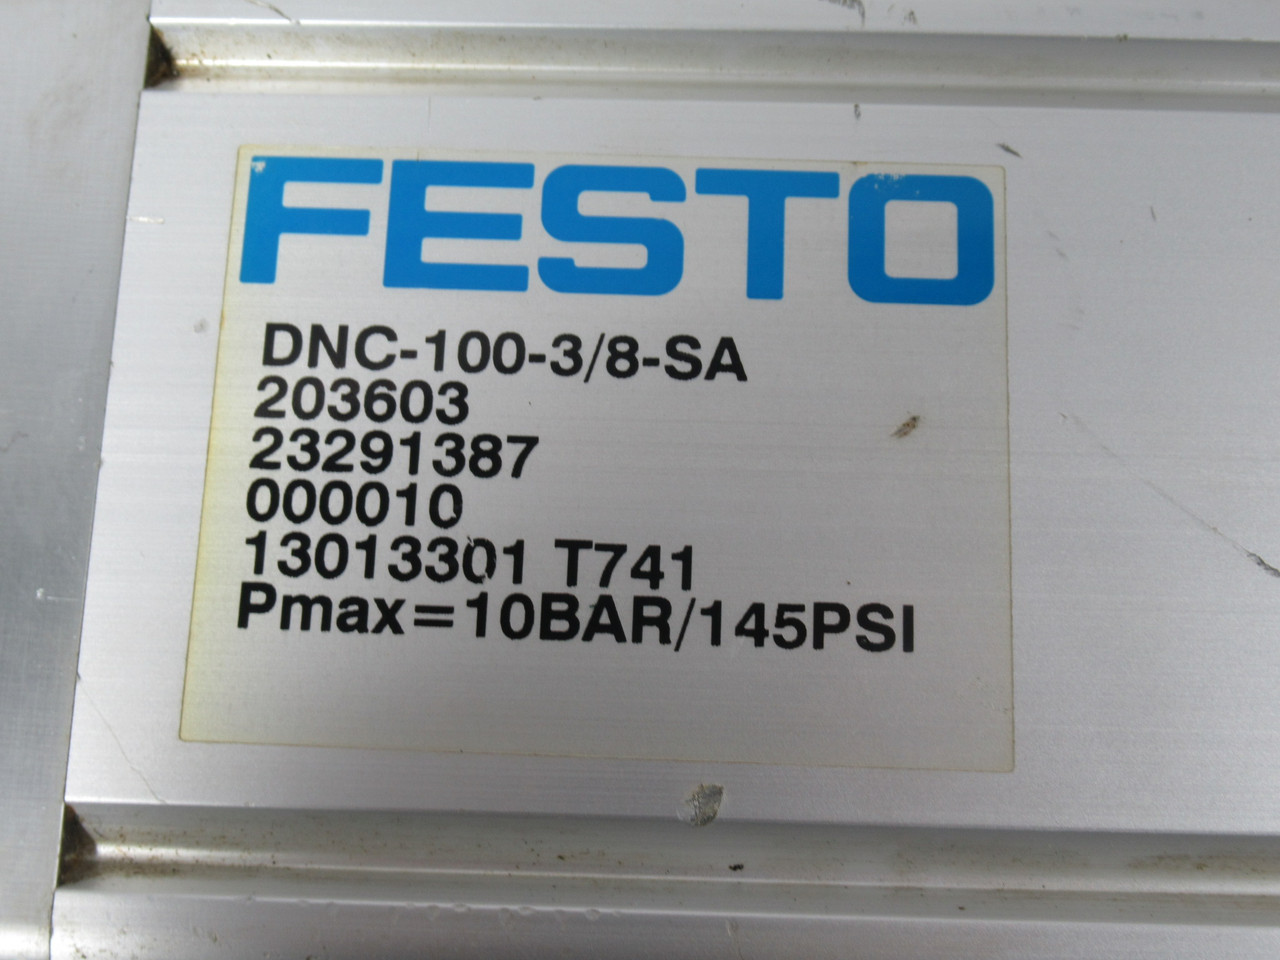 FESTO
DNC-100-3/8-SA
203603
23291387
000010
13013301 T741
Pmax=10BAR/145PSI